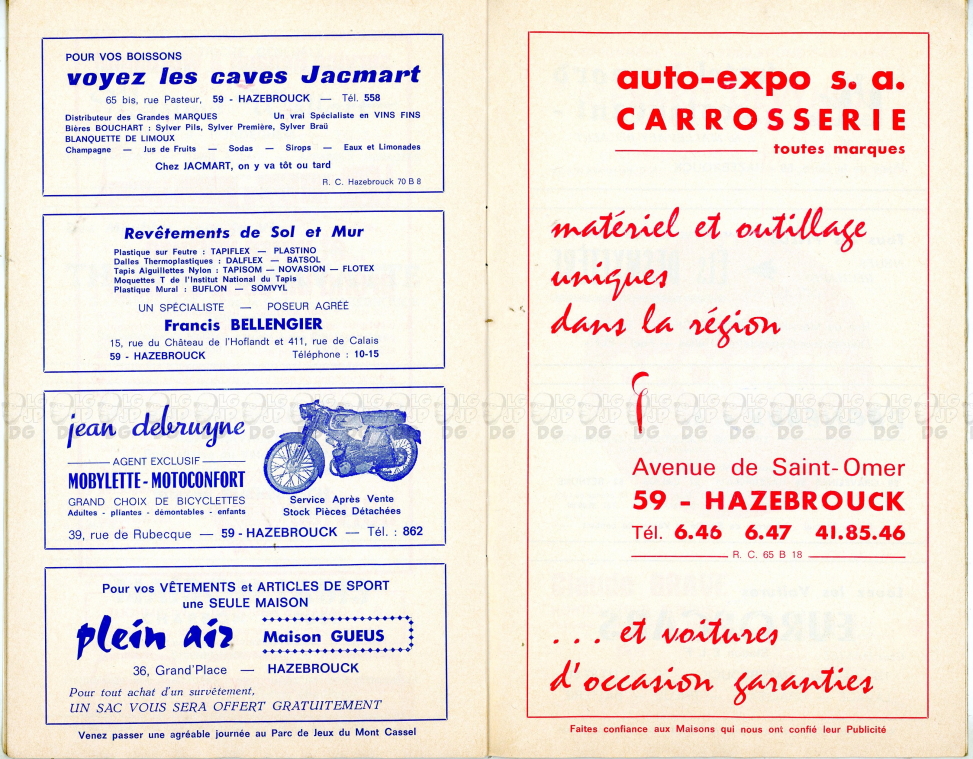 POUR VOS BOISSONS
voyez les caves Jacmart
65 bis, rue Pasteur, 59 - HAZEBROUCK — Tél. 558
Distributeur des Grandes MARQUES Un vrai Spécialiste en VINS FINS
Bières BOUCHART : Sylver Pils, Sylver Première, Sylver Braü
BLANQUETTE DE LIMOUX
Champagne — Jus de Fruits — Sodas — Sirops — Eaux et Limonades
Chez JACMART, on y va tôt ou tard
R. C. Hazebrouck 70 B 8
Revêtements de Sol et Mur
Plastique sur Feutre : TAPIFLEX — PLASTINO
Dalles Thermoplastiques : DALFLEX — BATSOL
Tapis Aiguillettes Nylon : TAPISOM — NOVASION — FLOTEX
Moquettes T de l'Institut National du Tapis
Plastique Mural : BUFLON — SOMVYL
UN SPÉCIALISTE — POSEUR AGRÉÉ
Francis BELLENGIER
15, rue du Château de l'Hoflandt et 411, rue de Calais
59 - HAZEBROUCK Téléphone : 10-15
jean debruyne
AGENT EXCLUSIF
MOBYLETTE - MOTOCONFORT
GRAND CHOIX DE BICYCLETTES
Adultes - pliantes - démontables - enfants
Service Après Vente
Stock Pièces Détachées
39, rue de Rubecque — 59 - HAZEBROUCK — Tél. : 862
Pour vos VÊTEMENTS et ARTICLES DE SPORT
une SEULE MAISON
plein air Maison GUEUS
36, Grand'Place — HAZEBROUCK
Pour tout achat d'un survêtement,
UN SAC VOUS SERA OFFERT GRATUITEMENT
Venez passer une agréable journée au Parc de Jeux du Mont Cassel
auto-expo s. a.
CARROSSERIE
toutes marques
matériel et outillage
uniques
dans la région
Avenue de Saint-Omer
59 - HAZEBROUCK
Tél. 6.46 6.47 41.85.46
R. C. 65 B 18
... et voitures
d'occasion garanties
Faites confiance aux Maisons qui nous ont confié leur Publicité